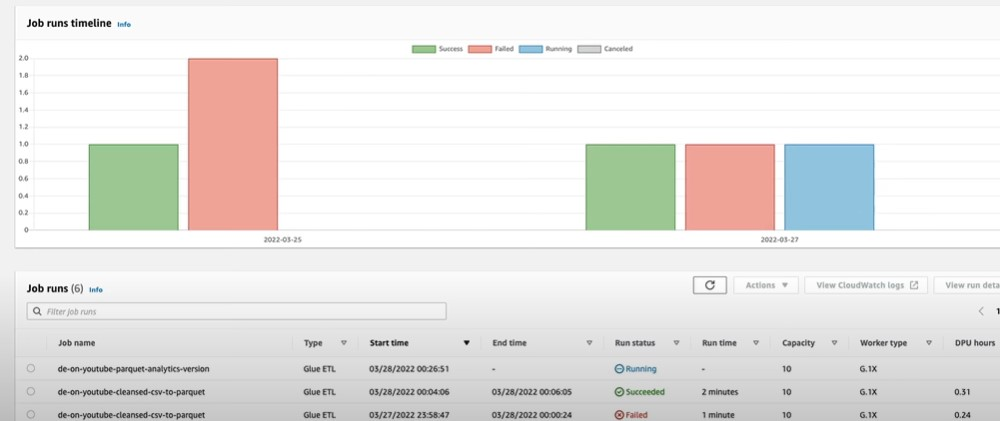 Job runs timeline Info
Success Failed Running Canceled
2.0
1.8
1.6
1.4
1.2
1.0
0.8
0.6
0.4
0.2
0
2022-03-25 2022-03-27
Job runs (6) Info
Actions View CloudWatch logs View run deta
Filter job runs
1
Job name Type Start time End time Run status Run time Capacity Worker type DPU hours
de-on-youtube-parquet-analytics-version Glue ETL 03/28/2022 00:26:51 - Running - 10 G.1X
de-on-youtube-cleansed-csv-to-parquet Glue ETL 03/28/2022 00:04:06 03/28/2022 00:06:05 Succeeded 2 minutes 10 G.1X 0.31
de-on-youtube-cleansed-csv-to-parquet Glue ETL 03/27/2022 23:58:47 03/28/2022 00:00:24 Failed 1 minute 10 G.1X 0.24